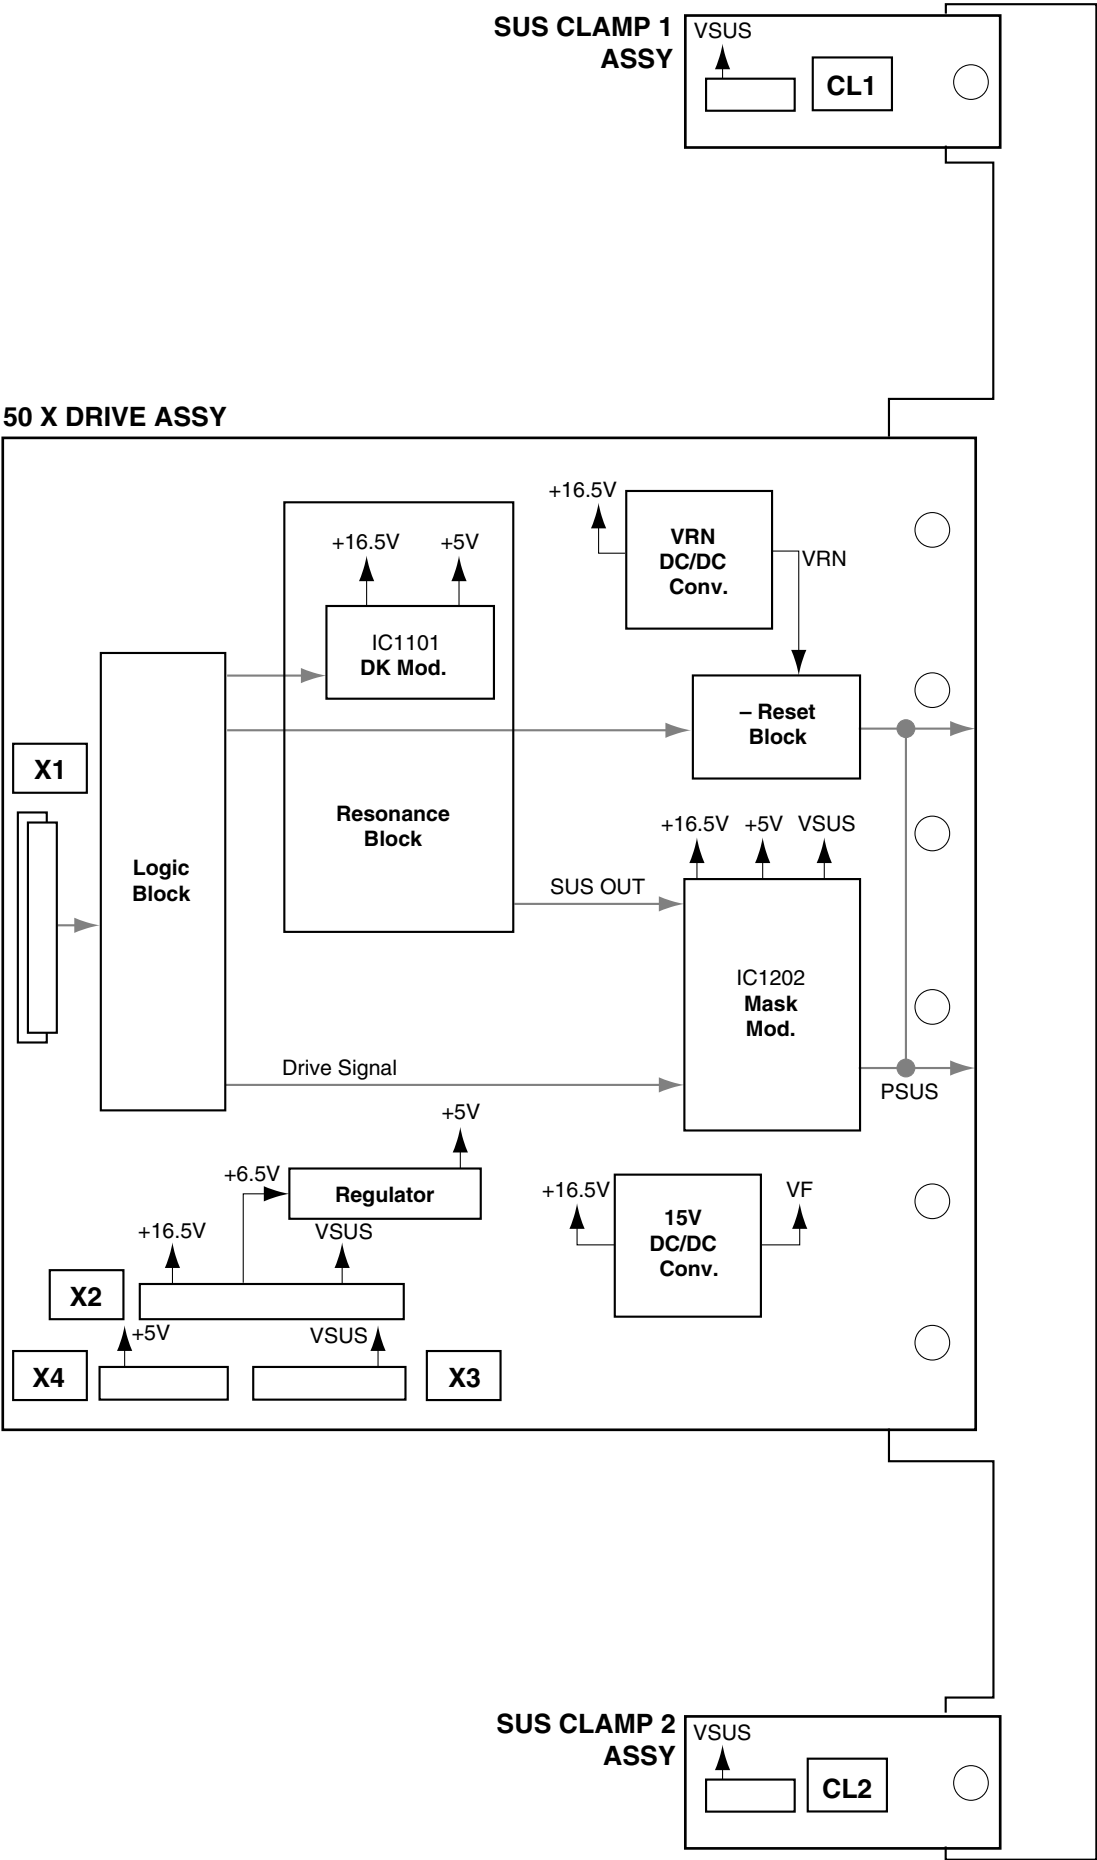 SUS CLAMP 1
ASSY
VSUS
CL1
50 X DRIVE ASSY
+16.5V
VRN
DC/DC
Conv.
VRN
+16.5V
+5V
IC1101
DK Mod.
– Reset
Block
X1
Resonance
Block
Logic
Block
+16.5V
+5V
VSUS
SUS OUT
IC1202
Mask
Mod.
Drive Signal
PSUS
+5V
+6.5V
Regulator
+16.5V
VSUS
X2
+16.5V
VF
15V
DC/DC
Conv.
+5V
VSUS
X4
X3
SUS CLAMP 2
ASSY
VSUS
CL2